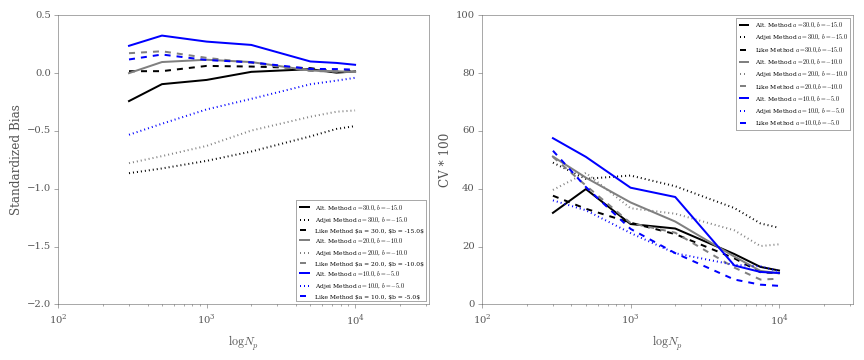 0.5
0.0
−0.5
−1.0
−1.5
−2.0
Standardized Bias
10²
10³
10⁴
log Nₚ
Alt. Method a=30.0, b=−15.0
Adjei Method a=30.0, b=−15.0
Like Method $a = 30.0, $b = -15.0$
Alt. Method a=20.0, b=−10.0
Adjei Method a=20.0, b=−10.0
Like Method $a = 20.0, $b = -10.0$
Alt. Method a=10.0, b=−5.0
Adjei Method a=10.0, b=−5.0
Like Method $a = 10.0, $b = -5.0$
100
80
60
40
20
0
CV * 100
10²
10³
10⁴
log Nₚ
Alt. Method a=30.0, b=−15.0
Adjei Method a=30.0, b=−15.0
Like Method a=30.0, b=−15.0
Alt. Method a=20.0, b=−10.0
Adjei Method a=20.0, b=−10.0
Like Method a=20.0, b=−10.0
Alt. Method a=10.0, b=−5.0
Adjei Method a=10.0, b=−5.0
Like Method a=10.0, b=−5.0